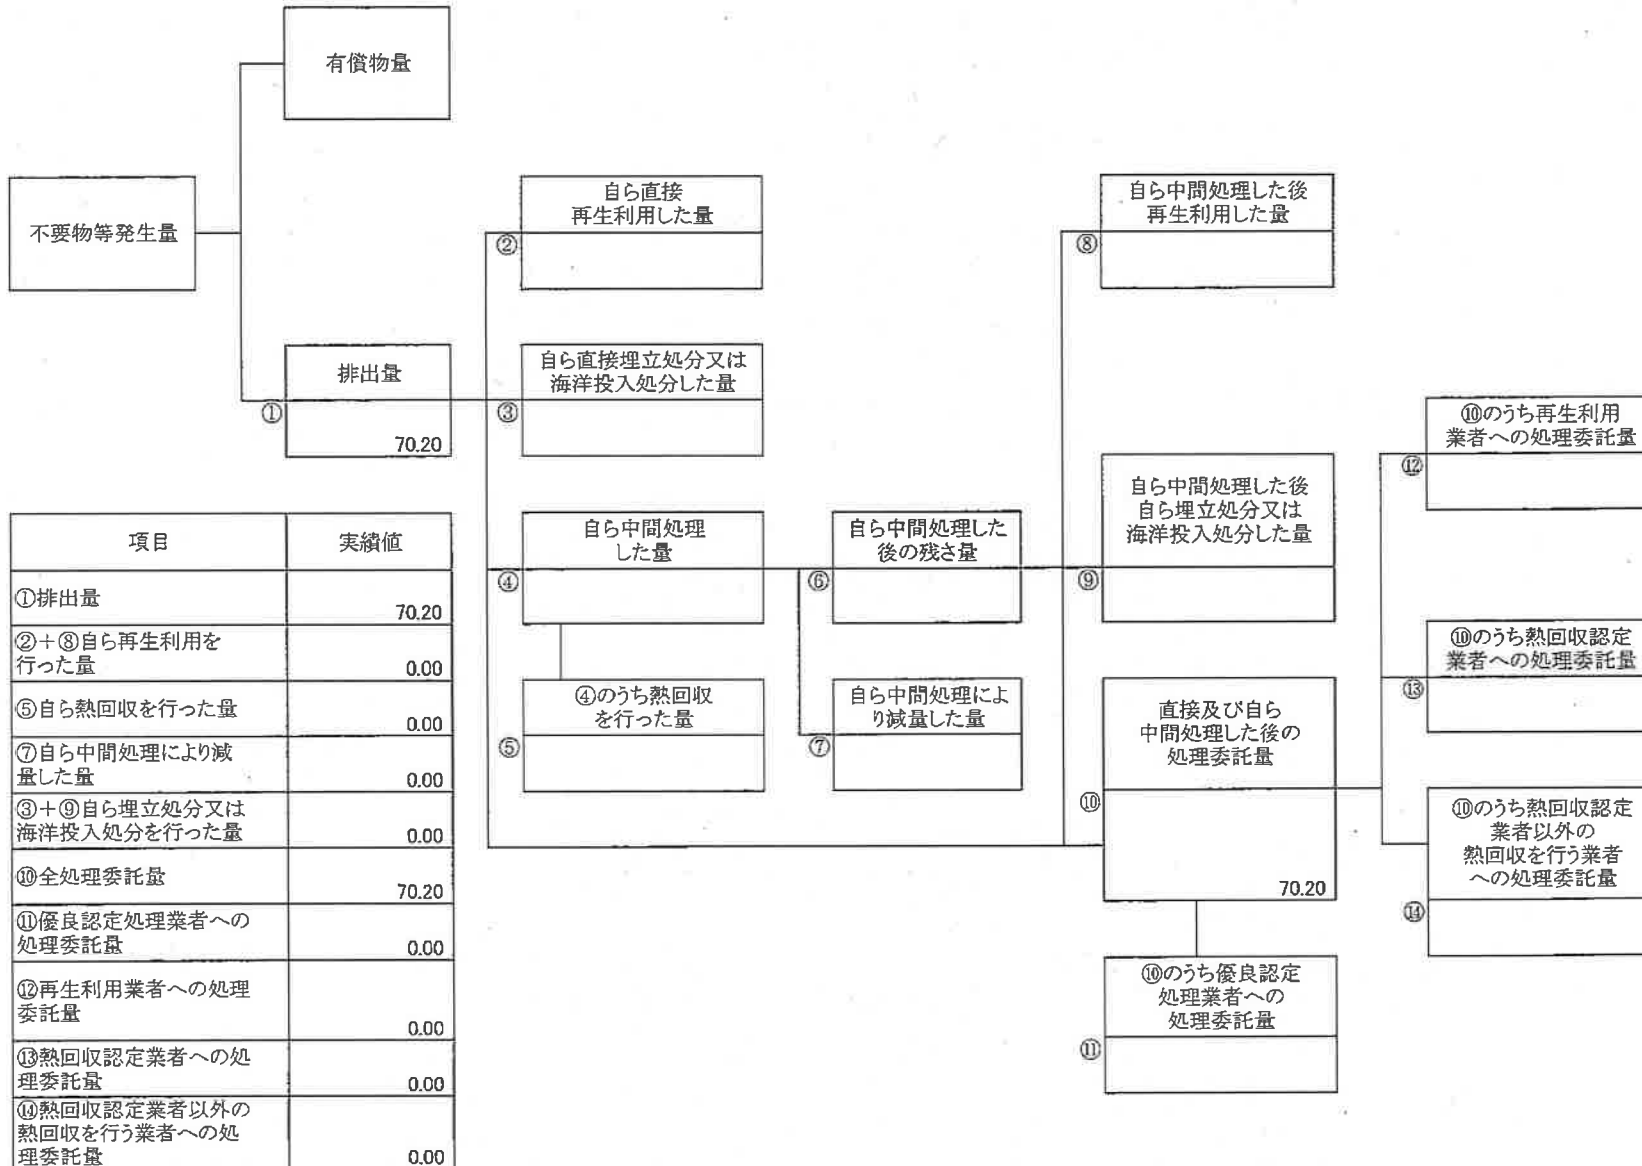 有償物量
不要物等発生量
排出量
①
70.20
自ら直接
再生利用した量
②
自ら直接埋立処分又は
海洋投入処分した量
③
自ら中間処理
した量
④
④のうち熱回収
を行った量
⑤
自ら中間処理した
後の残さ量
⑥
自ら中間処理によ
り減量した量
⑦
自ら中間処理した後
再生利用した量
⑧
自ら中間処理した後
自ら埋立処分又は
海洋投入処分した量
⑨
直接及び自ら
中間処理した後の
処理委託量
⑩
70.20
⑩のうち優良認定
処理業者への
処理委託量
⑪
⑩のうち再生利用
業者への処理委託量
⑫
⑩のうち熱回収認定
業者への処理委託量
⑬
⑩のうち熱回収認定
業者以外の
熱回収を行う業者
への処理委託量
⑭
項目 実績値
①排出量
70.20
②+⑧自ら再生利用を
行った量 0.00
⑤自ら熱回収を行った量
0.00
⑦自ら中間処理により減
量した量 0.00
③+⑨自ら埋立処分又は
海洋投入処分を行った量 0.00
⑩全処理委託量
70.20
⑪優良認定処理業者への
処理委託量 0.00
⑫再生利用業者への処理
委託量
0.00
⑬熱回収認定業者への処
理委託量 0.00
⑭熱回収認定業者以外の
熱回収を行う業者への処
理委託量 0.00